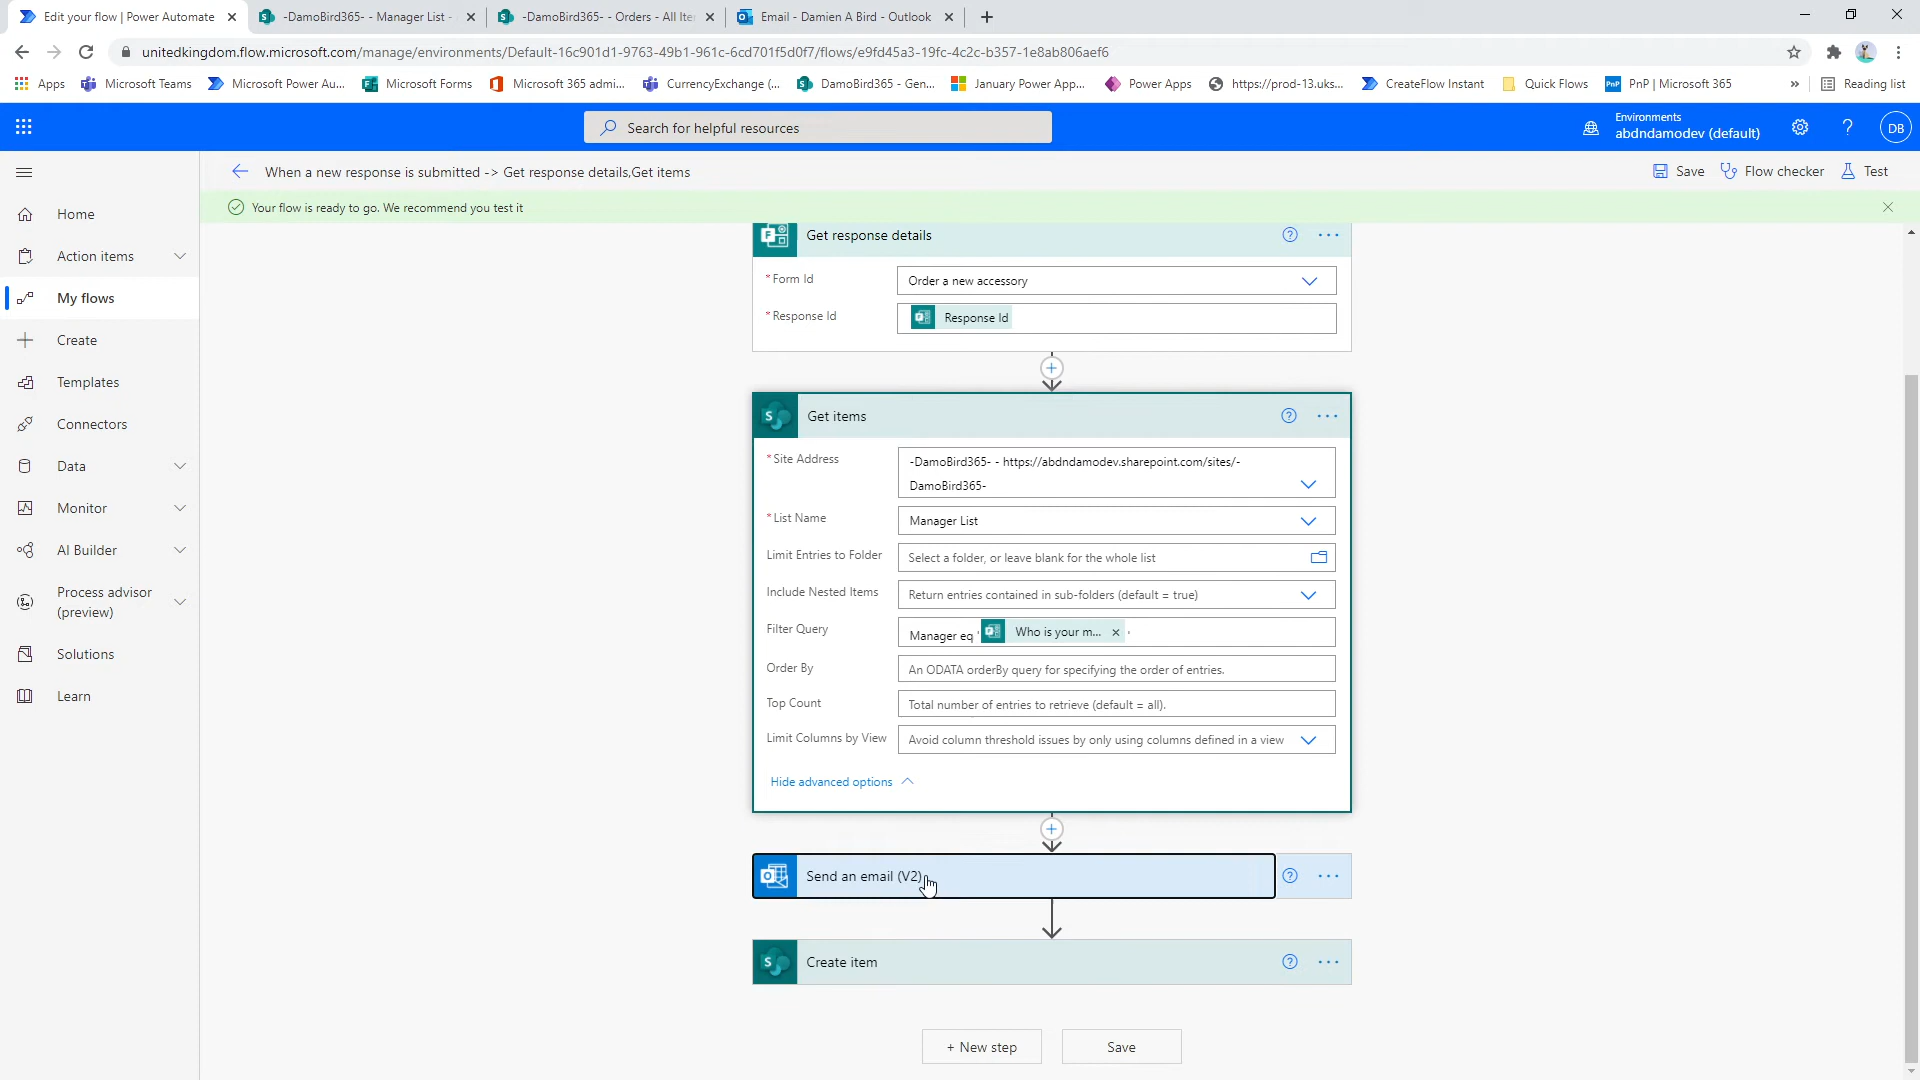 Edit your flow | Power Automate
-DamoBird365- - Manager List -
-DamoBird365- - Orders - All Iter
Email - Damien A Bird - Outlook
unitedkingdom.flow.microsoft.com/manage/environments/Default-16c901d1-9763-49b1-961c-6cd701f5d0f7/flows/e9fd45a3-19fc-4c2c-b357-1e8ab806aef6
Apps
Microsoft Teams
Microsoft Power Au...
Microsoft Forms
Microsoft 365 admi...
CurrencyExchange (...
DamoBird365 - Gen...
January Power App...
Power Apps
https://prod-13.uks...
CreateFlow Instant
Quick Flows
PnP | Microsoft 365
»
Reading list
Search for helpful resources
Environments
abdndamodev (default)
DB
When a new response is submitted -> Get response details,Get items
Save
Flow checker
Test
Your flow is ready to go. We recommend you test it
Home
Action items
My flows
Create
Templates
Connectors
Data
Monitor
AI Builder
Process advisor
(preview)
Solutions
Learn
Get response details
* Form Id
Order a new accessory
* Response Id
Response Id
Get items
* Site Address
-DamoBird365- - https://abdndamodev.sharepoint.com/sites/-
DamoBird365-
* List Name
Manager List
Limit Entries to Folder
Select a folder, or leave blank for the whole list
Include Nested Items
Return entries contained in sub-folders (default = true)
Filter Query
Manager eq ' Who is your m... × '
Order By
An ODATA orderBy query for specifying the order of entries.
Top Count
Total number of entries to retrieve (default = all).
Limit Columns by View
Avoid column threshold issues by only using columns defined in a view
Hide advanced options
Send an email (V2)
Create item
+ New step
Save